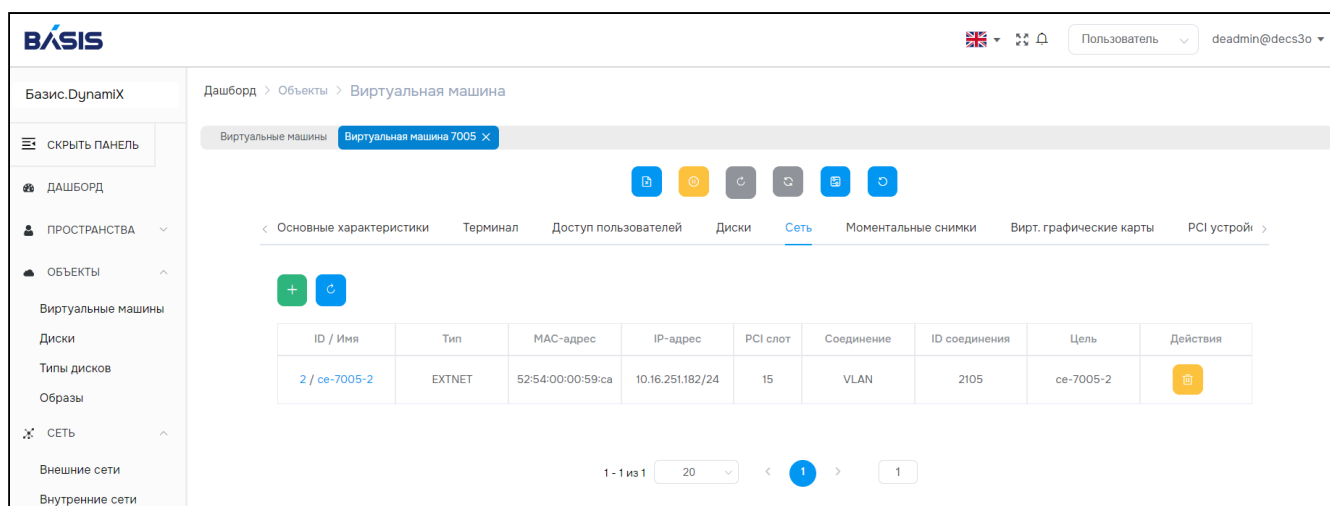 BASIS
Пользователь
deadmin@decs3o
Базис.DynamiX
Дашборд > Объекты > Виртуальная машина
Виртуальные машины
Виртуальная машина 7005 ×
СКРЫТЬ ПАНЕЛЬ
ДАШБОРД
ПРОСТРАНСТВА
ОБЪЕКТЫ
Виртуальные машины
Диски
Типы дисков
Образы
СЕТЬ
Внешние сети
Внутренние сети
< Основные характеристики Терминал Доступ пользователей Диски Сеть Моментальные снимки Вирт. графические карты PCI устрой >
ID / Имя Тип MAC-адрес IP-адрес PCI слот Соединение ID соединения Цель Действия
2 / ce-7005-2 EXTNET 52:54:00:00:59:ca 10.16.251.182/24 15 VLAN 2105 ce-7005-2
1 - 1 из 1 20 < 1 > 1